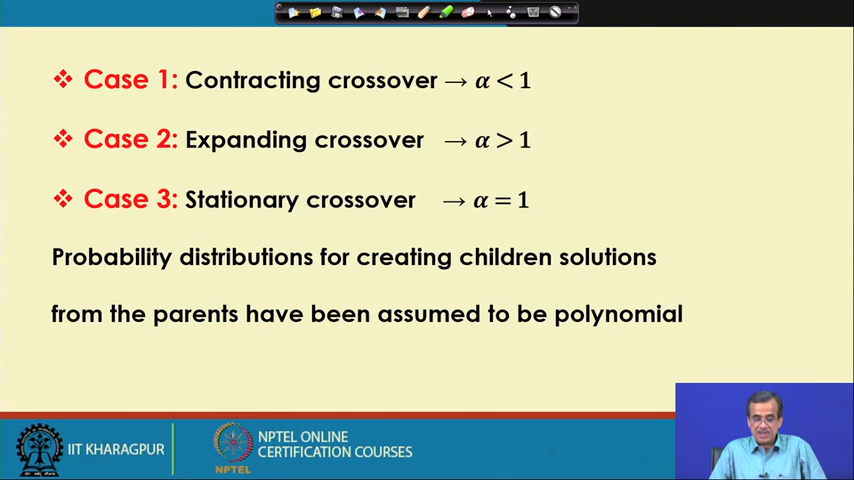 ❖ Case 1: Contracting crossover → α < 1
❖ Case 2: Expanding crossover → α > 1
❖ Case 3: Stationary crossover → α = 1
Probability distributions for creating children solutions
from the parents have been assumed to be polynomial
IIT KHARAGPUR
NPTEL
NPTEL ONLINE
CERTIFICATION COURSES